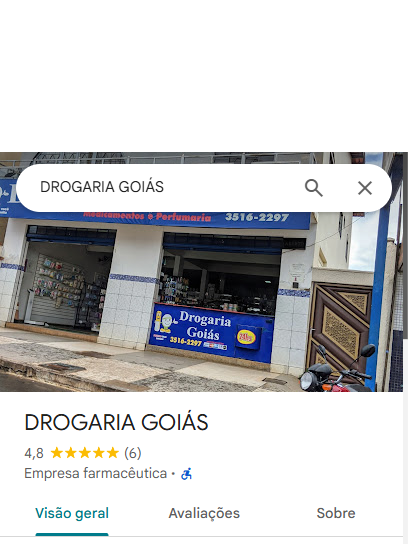 DROGARIA GOIÁS
Medicamentos e Perfumaria 3516-2297
Drogaria
Goiás
24hs
3516-2297
DROGARIA GOIÁS
4,8 (6)
Empresa farmacêutica ·
Visão geral Avaliações Sobre